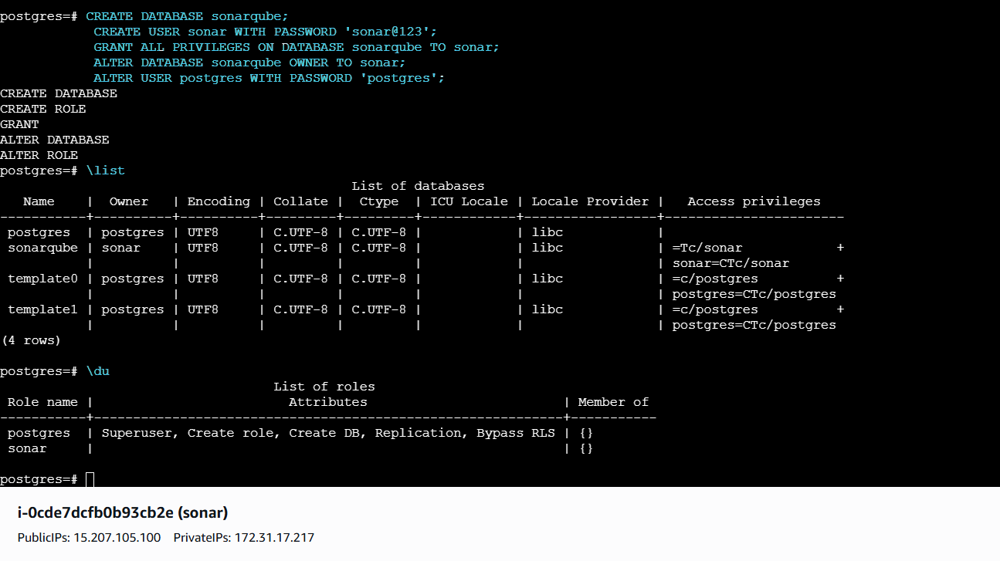 postgres=# CREATE DATABASE sonarqube;
            CREATE USER sonar WITH PASSWORD 'sonar@123';
            GRANT ALL PRIVILEGES ON DATABASE sonarqube TO sonar;
            ALTER DATABASE sonarqube OWNER TO sonar;
            ALTER USER postgres WITH PASSWORD 'postgres';
CREATE DATABASE
CREATE ROLE
GRANT
ALTER DATABASE
ALTER ROLE
postgres=# \list
                                             List of databases
   Name    |  Owner   | Encoding | Collate |  Ctype  | ICU Locale | Locale Provider |   Access privileges
-----------+----------+----------+---------+---------+------------+-----------------+-----------------------
 postgres  | postgres | UTF8     | C.UTF-8 | C.UTF-8 |            | libc            |
 sonarqube | sonar    | UTF8     | C.UTF-8 | C.UTF-8 |            | libc            | =Tc/sonar            +
           |          |          |         |         |            |                 | sonar=CTc/sonar
 template0 | postgres | UTF8     | C.UTF-8 | C.UTF-8 |            | libc            | =c/postgres          +
           |          |          |         |         |            |                 | postgres=CTc/postgres
 template1 | postgres | UTF8     | C.UTF-8 | C.UTF-8 |            | libc            | =c/postgres          +
           |          |          |         |         |            |                 | postgres=CTc/postgres
(4 rows)
postgres=# \du
                                   List of roles
 Role name |                         Attributes                         | Member of
-----------+------------------------------------------------------------+-----------
 postgres  | Superuser, Create role, Create DB, Replication, Bypass RLS | {}
 sonar     |                                                            | {}
postgres=#
i-0cde7dcfb0b93cb2e (sonar)
PublicIPs: 15.207.105.100 PrivateIPs: 172.31.17.217